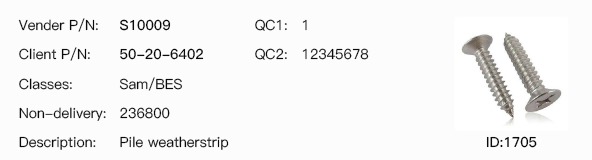 Vender P/N: S10009 QC1: 1
Client P/N: 50-20-6402 QC2: 12345678
Classes: Sam/BES
Non-delivery: 236800
Description: Pile weatherstrip
ID:1705